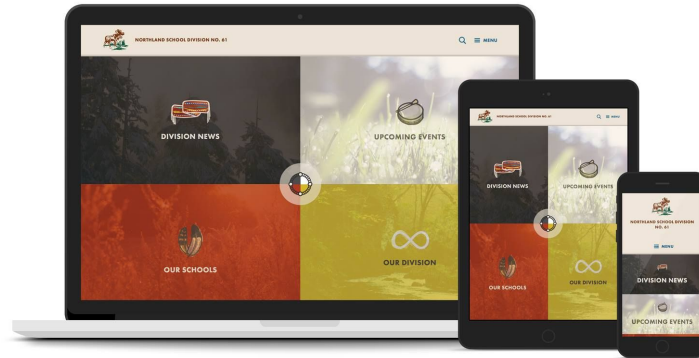 NORTHLAND SCHOOL DIVISION NO. 61
MENU
DIVISION NEWS
UPCOMING EVENTS
OUR SCHOOLS
OUR DIVISION
NORTHLAND SCHOOL DIVISION NO. 61
MENU
DIVISION NEWS
UPCOMING EVENTS
OUR SCHOOLS
OUR DIVISION
NORTHLAND SCHOOL DIVISION
NO. 61
MENU
DIVISION NEWS
UPCOMING EVENTS